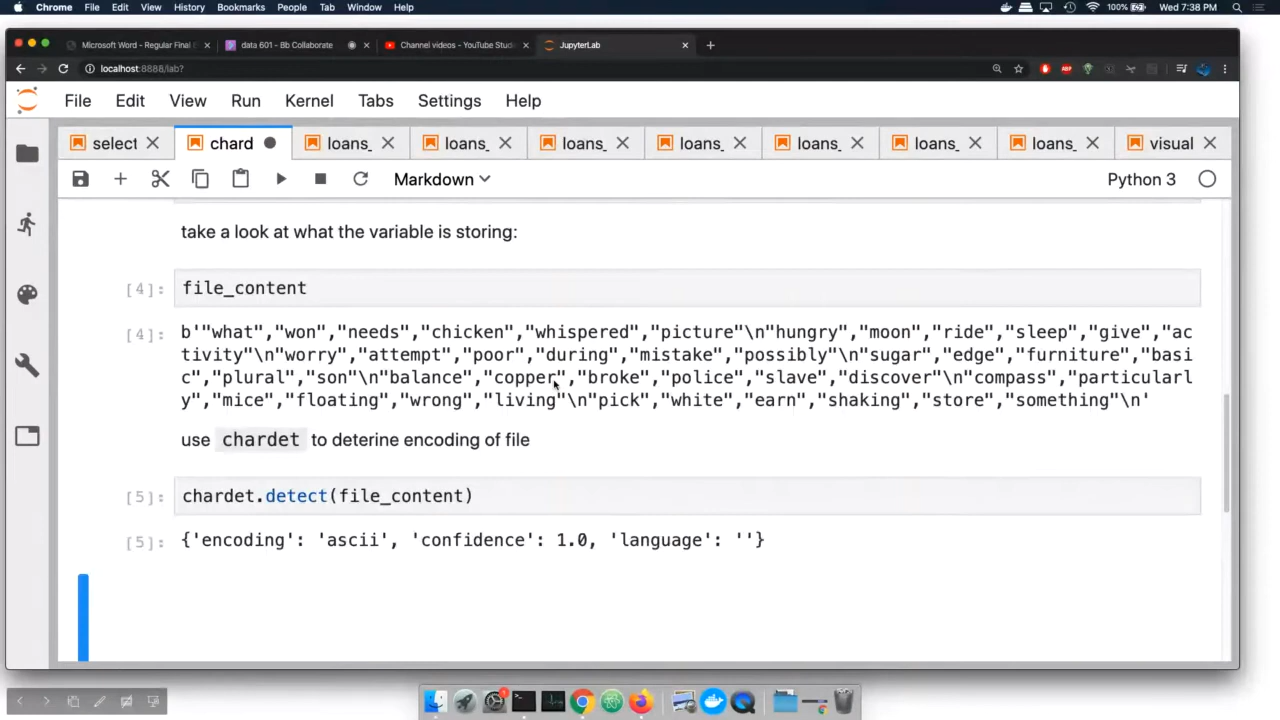 Chrome File Edit View History Bookmarks People Tab Window Help 100% Wed 7:38 PM
Microsoft Word - Regular Final data 601 - Bb Collaborate Channel videos - YouTube Stud JupyterLab
localhost:8888/lab?
File Edit View Run Kernel Tabs Settings Help
select chard loans_ loans_ loans_ loans_ loans_ loans_ loans_ visual
Markdown Python 3
take a look at what the variable is storing:
[4]: file_content
[4]: b'"what","won","needs","chicken","whispered","picture"\n"hungry","moon","ride","sleep","give","ac
tivity"\n"worry","attempt","poor","during","mistake","possibly"\n"sugar","edge","furniture","basi
c","plural","son"\n"balance","copper","broke","police","slave","discover"\n"compass","particularl
y","mice","floating","wrong","living"\n"pick","white","earn","shaking","store","something"\n'
use chardet to deterine encoding of file
[5]: chardet.detect(file_content)
[5]: {'encoding': 'ascii', 'confidence': 1.0, 'language': ''}